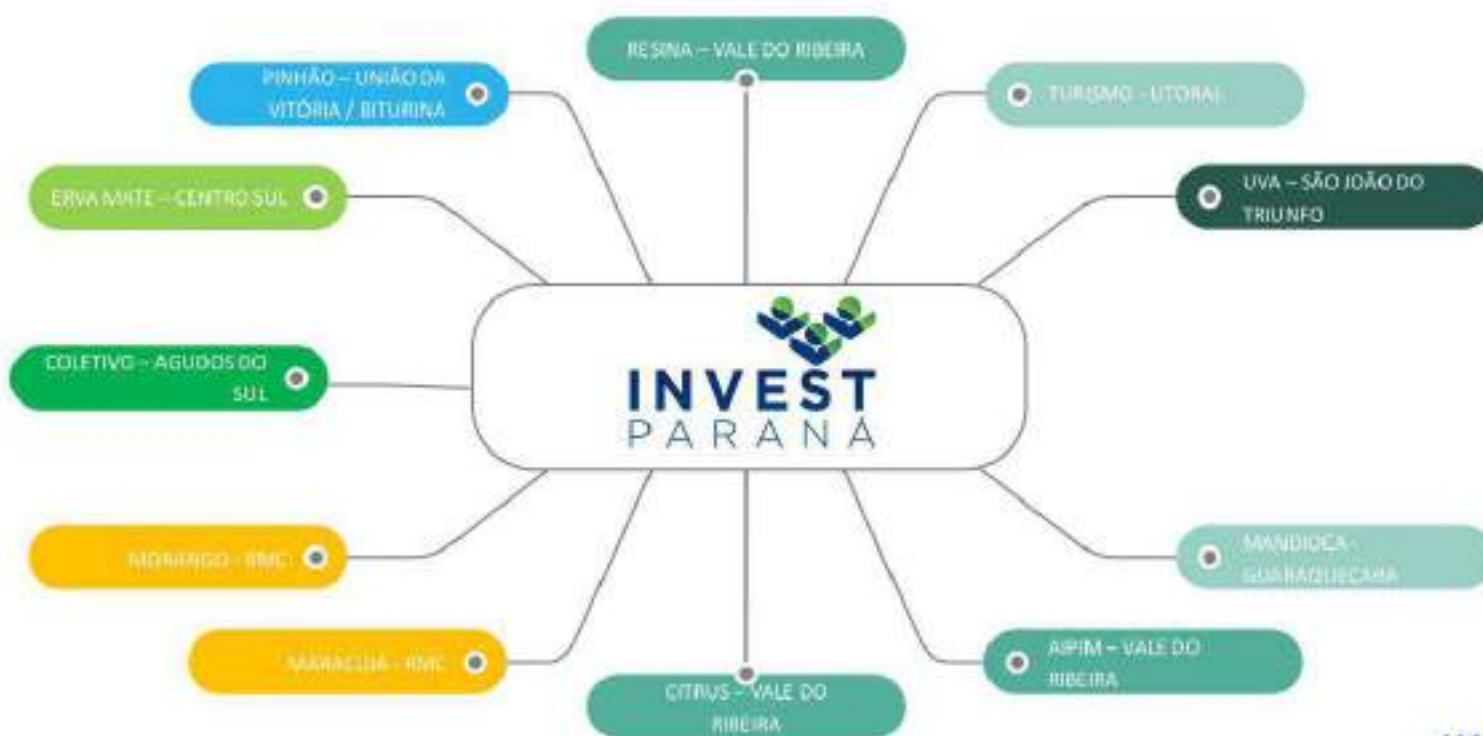 RESINA – VALE DO RIBEIRA
PINHÃO – UNIÃO DA
VITÓRIA / BITURINA
TURISMO - LITORAL
ERVA MATE – CENTRO SUL
UVA – SÃO JOÃO DO
TRIUNFO
INVEST
PARANÁ
COLETIVO – AGUDOS DO
SUL
MORANGO - RMC
MANDIOCA -
GUARAQUEÇABA
MARACUJA - RMC
AIPIM – VALE DO
RIBEIRA
CITRUS – VALE DO
RIBEIRA